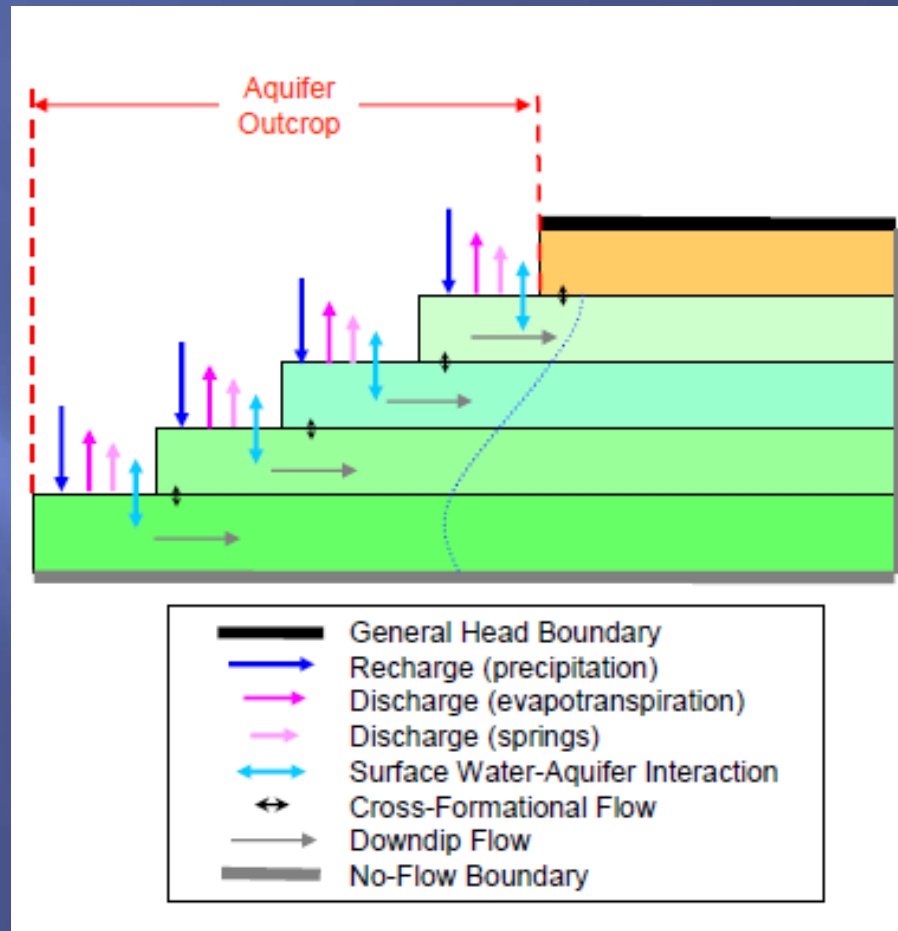 Aquifer
Outcrop
General Head Boundary
Recharge (precipitation)
Discharge (evapotranspiration)
Discharge (springs)
Surface Water-Aquifer Interaction
Cross-Formational Flow
Downdip Flow
No-Flow Boundary